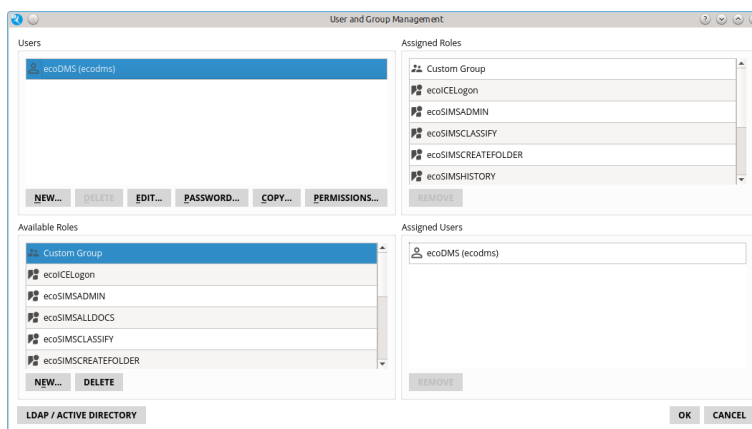 User and Group Management
Users
ecoDMS (ecodms)
NEW...
DELETE
EDIT...
PASSWORD...
COPY...
PERMISSIONS...
Assigned Roles
Custom Group
ecoICELogon
ecoSIMSADMIN
ecoSIMSCLASSIFY
ecoSIMSCREATEFOLDER
ecoSIMSHISTORY
REMOVE
Available Roles
Custom Group
ecoICELogon
ecoSIMSADMIN
ecoSIMSALLDOCS
ecoSIMSCLASSIFY
ecoSIMSCREATEFOLDER
NEW...
DELETE
Assigned Users
ecoDMS (ecodms)
REMOVE
LDAP / ACTIVE DIRECTORY
OK
CANCEL